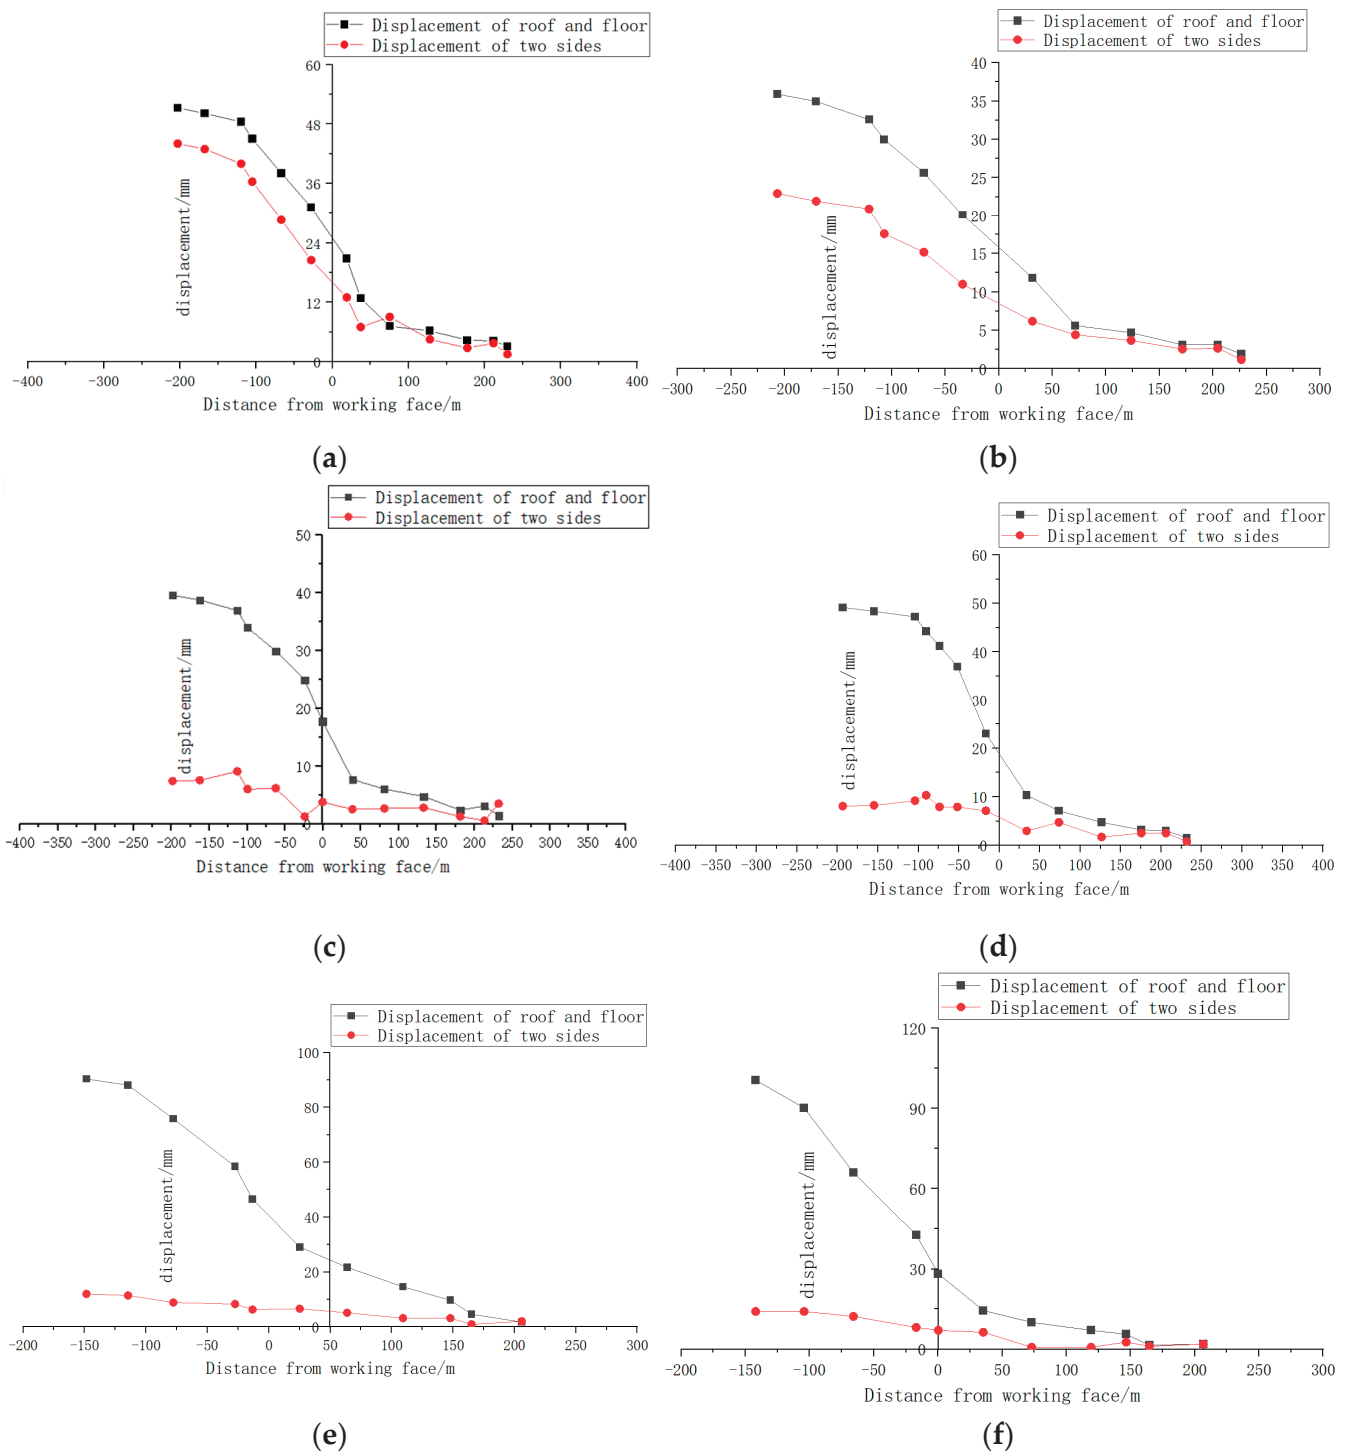 Displacement of roof and floor
Displacement of two sides
60
48
36
24
12
0
displacement/mm
-400 -300 -200 -100 0 100 200 300 400
Distance from working face/m
(a)
Displacement of roof and floor
Displacement of two sides
40
35
30
25
20
15
10
5
0
displacement/mm
-300 -250 -200 -150 -100 -50 0 50 100 150 200 250 300
Distance from working face/m
(b)
Displacement of roof and floor
Displacement of two sides
50
40
30
20
10
0
displacement/mm
-400 -350 -300 -250 -200 -150 -100 -50 0 50 100 150 200 250 300 350 400
Distance from working face/m
(c)
Displacement of roof and floor
Displacement of two sides
60
50
40
30
20
10
0
displacement/mm
-400 -350 -300 -250 -200 -150 -100 -50 0 50 100 150 200 250 300 350 400
Distance from working face/m
(d)
Displacement of roof and floor
Displacement of two sides
100
80
60
40
20
0
displacement/mm
-200 -150 -100 -50 0 50 100 150 200 250 300
Distance from working face/m
(e)
Displacement of roof and floor
Displacement of two sides
120
90
60
30
0
displacement/mm
-200 -150 -100 -50 0 50 100 150 200 250 300
Distance from working face/m
(f)